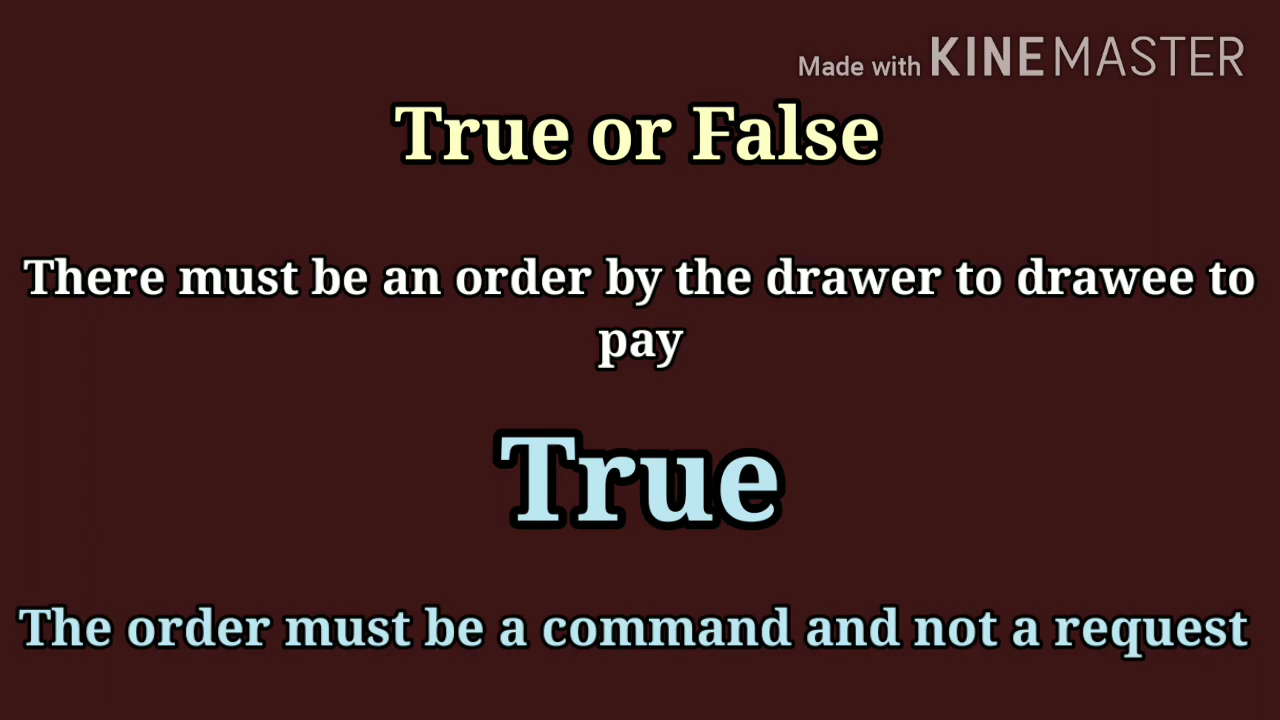 Made with KINEMASTER
True or False
There must be an order by the drawer to drawee to
pay
True
The order must be a command and not a request